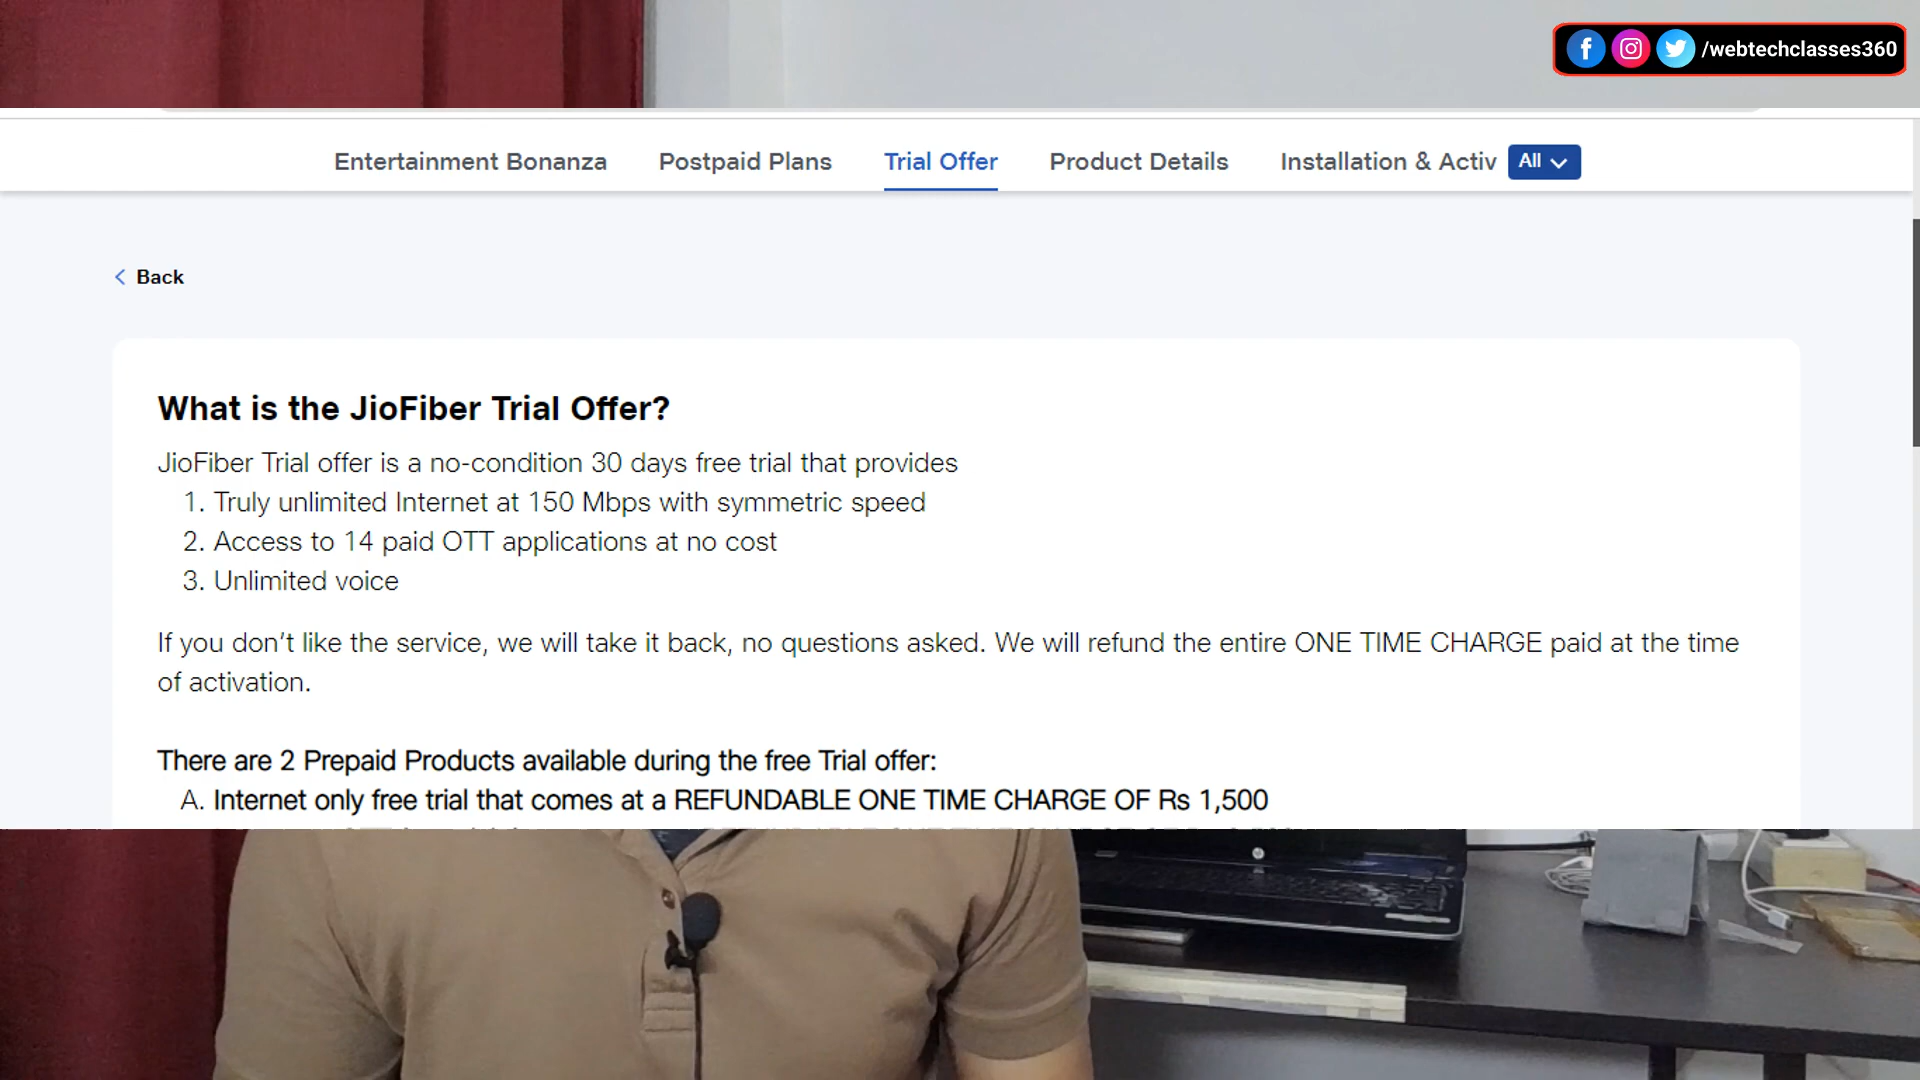 /webtechclasses360
Entertainment Bonanza Postpaid Plans Trial Offer Product Details Installation & Activ All
Back
What is the JioFiber Trial Offer?
JioFiber Trial offer is a no-condition 30 days free trial that provides
1. Truly unlimited Internet at 150 Mbps with symmetric speed
2. Access to 14 paid OTT applications at no cost
3. Unlimited voice
If you don’t like the service, we will take it back, no questions asked. We will refund the entire ONE TIME CHARGE paid at the time
of activation.
There are 2 Prepaid Products available during the free Trial offer:
A. Internet only free trial that comes at a REFUNDABLE ONE TIME CHARGE OF Rs 1,500